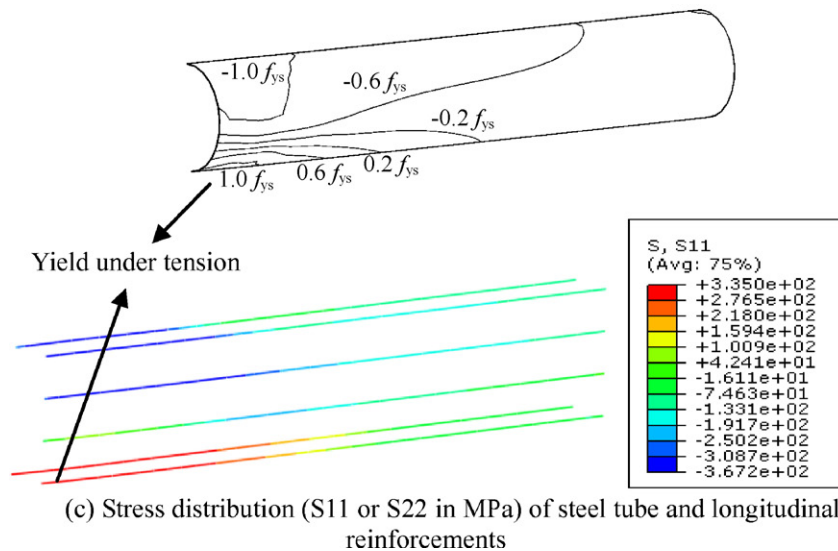 -1.0 fys
-0.6 fys
-0.2 fys
1.0 fys
0.6 fys
0.2 fys
Yield under tension
S, S11
(Avg: 75%)
+3.350e+02
+2.765e+02
+2.180e+02
+1.594e+02
+1.009e+02
+4.241e+01
-1.611e+01
-7.463e+01
-1.331e+02
-1.917e+02
-2.502e+02
-3.087e+02
-3.672e+02
(c) Stress distribution (S11 or S22 in MPa) of steel tube and longitudinal
reinforcements